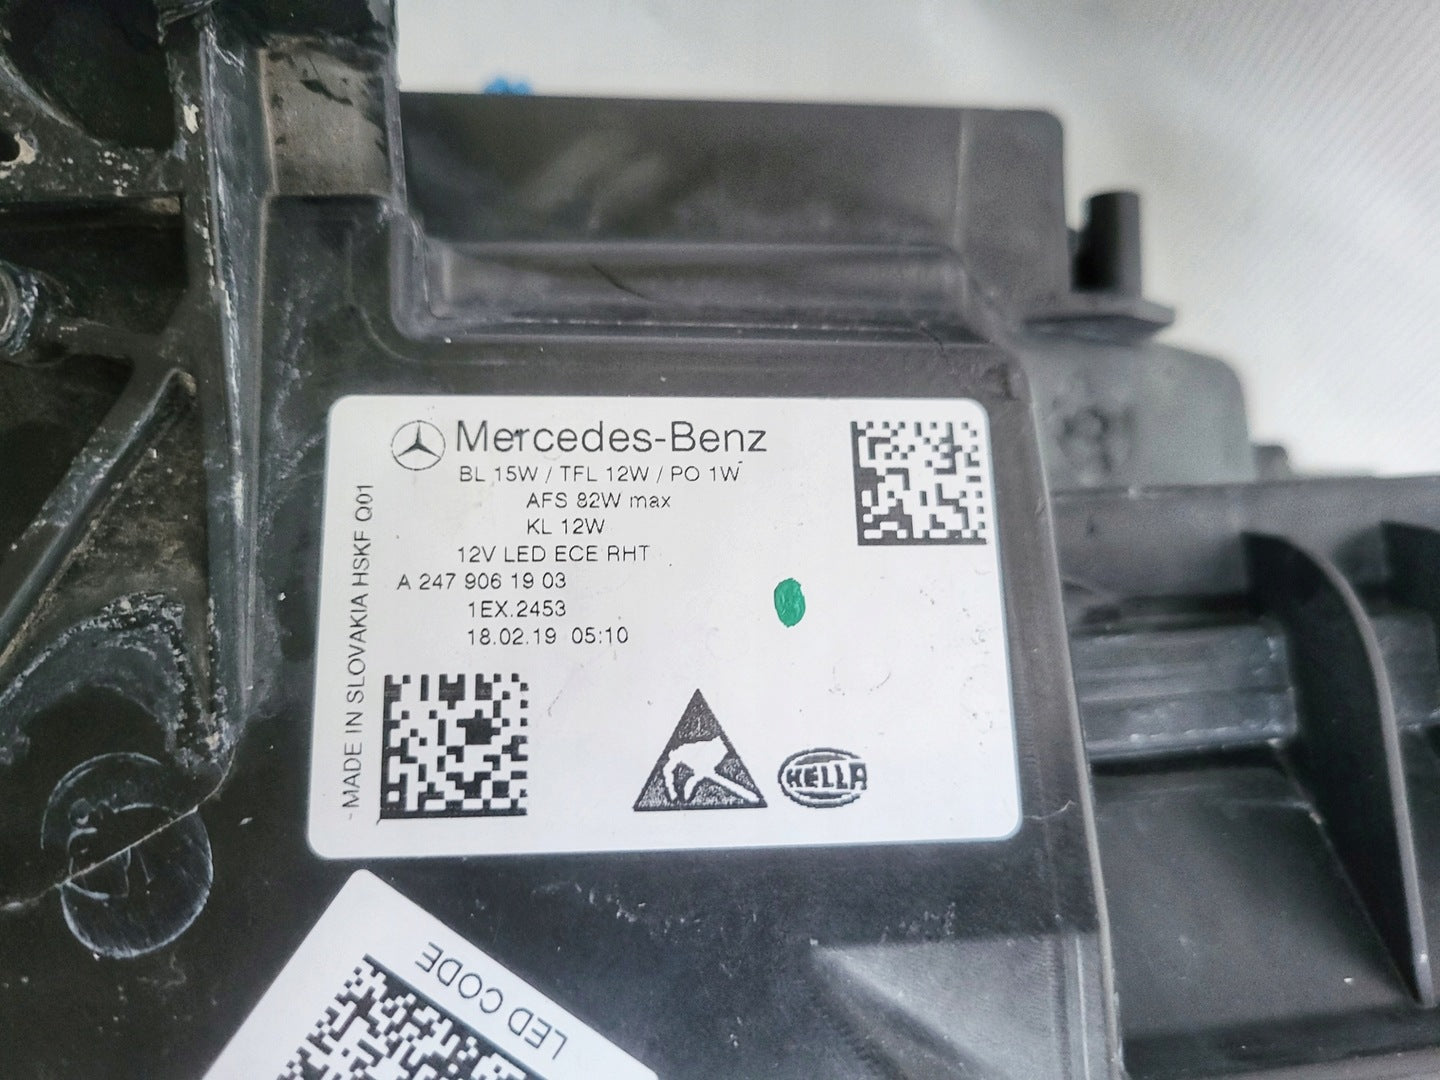 Mercedes-Benz
BL 15W / TFL 12W / PO 1W
AFS 82W max
KL 12W
12V LED ECE RHT
A 247 906 19 03
1EX.2453
18.02.19 05:10
-MADE IN SLOVAKIA HSKF Q01
HELLA
LED CODE